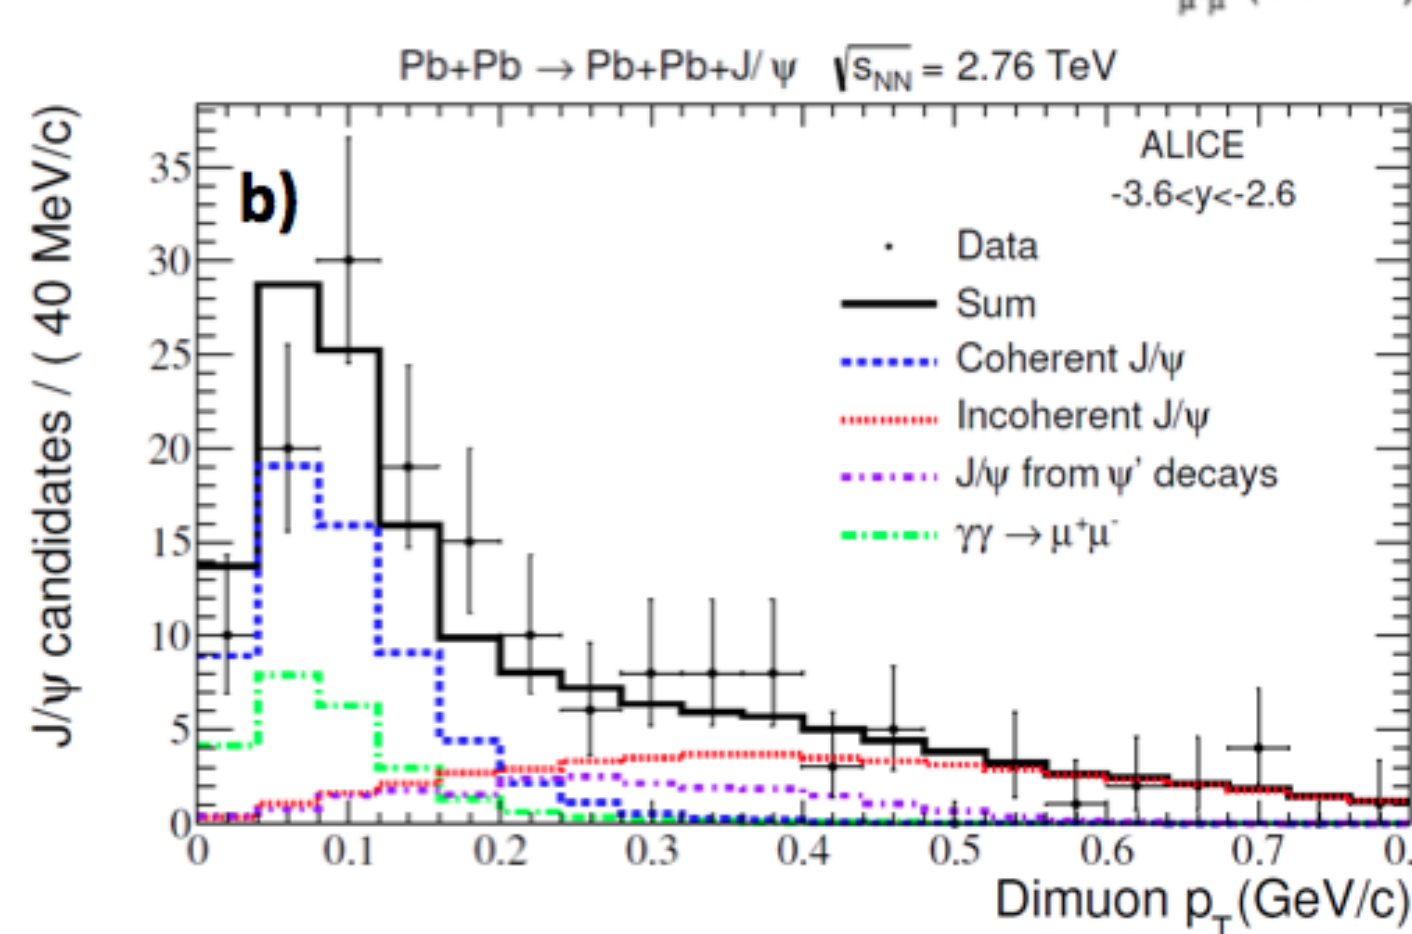 Pb+Pb → Pb+Pb+J/ ψ √sNN = 2.76 TeV
J/ψ candidates / ( 40 MeV/c)
b)
ALICE
-3.6<y<-2.6
Data
Sum
Coherent J/ψ
Incoherent J/ψ
J/ψ from ψ' decays
γγ → μ+μ-
35
30
25
20
15
10
5
0
0 0.1 0.2 0.3 0.4 0.5 0.6 0.7 0.
Dimuon pT (GeV/c)